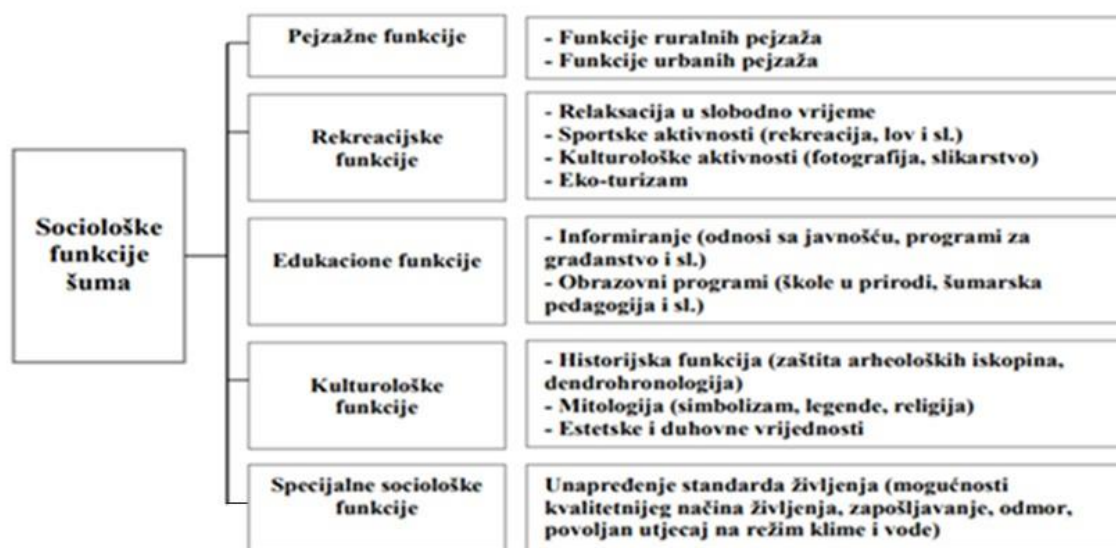 Sociološke
funkcije
šuma
Pejzažne funkcije
- Funkcije ruralnih pejzaža
- Funkcije urbanih pejzaža
Rekreacijske
funkcije
- Relaksacija u slobodno vrijeme
- Sportske aktivnosti (rekreacija, lov i sl.)
- Kulturološke aktivnosti (fotografija, slikarstvo)
- Eko-turizam
Edukacione funkcije
- Informiranje (odnosi sa javnošću, programi za
građanstvo i sl.)
- Obrazovni programi (škole u prirodi, šumarska
pedagogija i sl.)
Kulturološke
funkcije
- Historijska funkcija (zaštita arheoloških iskopina,
dendrohronologija)
- Mitologija (simbolizam, legende, religija)
- Estetske i duhovne vrijednosti
Specijalne sociološke
funkcije
Unapređenje standarda življenja (mogućnosti
kvalitetnijeg načina življenja, zapošljavanje, odmor,
povoljan utjecaj na režim klime i vode)